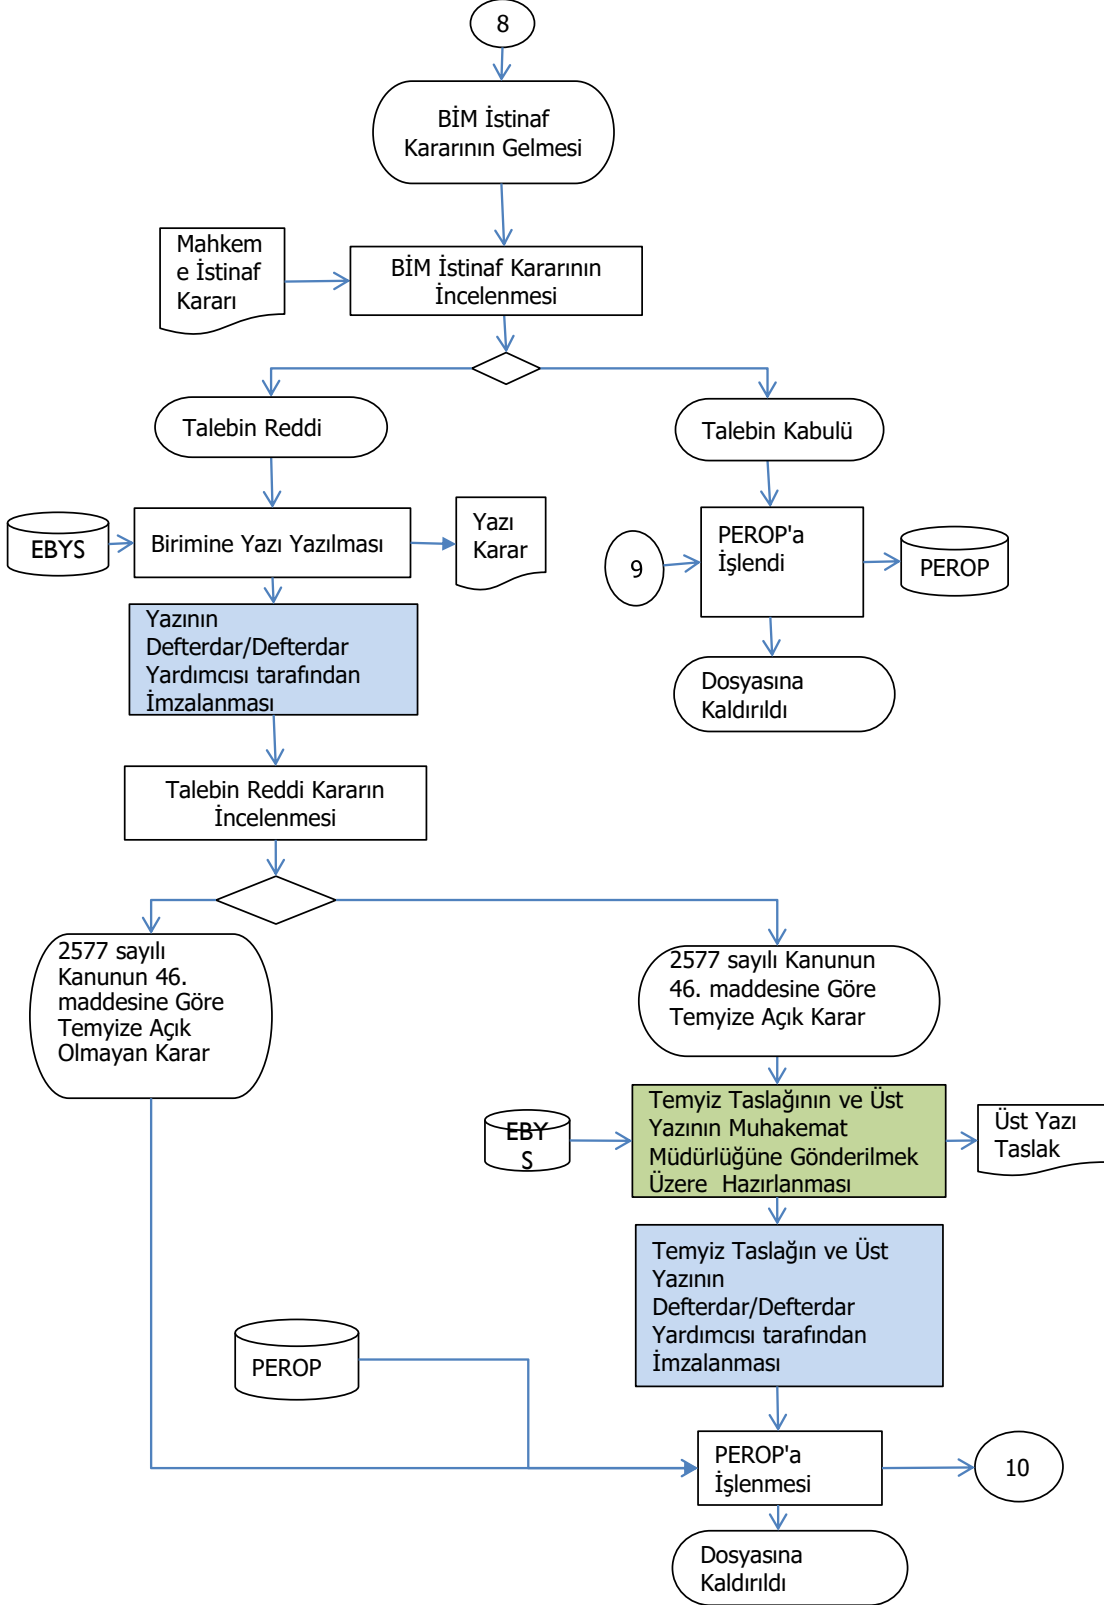 8
BİM İstinaf
Kararının Gelmesi
Mahkem
e İstinaf
Kararı
BİM İstinaf Kararının
İncelenmesi
Talebin Reddi
Talebin Kabulü
EBYS
Birimine Yazı Yazılması
Yazı
Karar
9
PEROP'a
İşlendi
PEROP
Yazının
Defterdar/Defterdar
Yardımcısı tarafından
İmzalanması
Dosyasına
Kaldırıldı
Talebin Reddi Kararın
İncelenmesi
2577 sayılı
Kanunun 46.
maddesine Göre
Temyize Açık
Olmayan Karar
2577 sayılı Kanunun
46. maddesine Göre
Temyize Açık Karar
EBY
S
Temyiz Taslağının ve Üst
Yazının Muhakemat
Müdürlüğüne Gönderilmek
Üzere Hazırlanması
Üst Yazı
Taslak
Temyiz Taslağın ve Üst
Yazının
Defterdar/Defterdar
Yardımcısı tarafından
İmzalanması
PEROP
PEROP'a
İşlenmesi
10
Dosyasına
Kaldırıldı